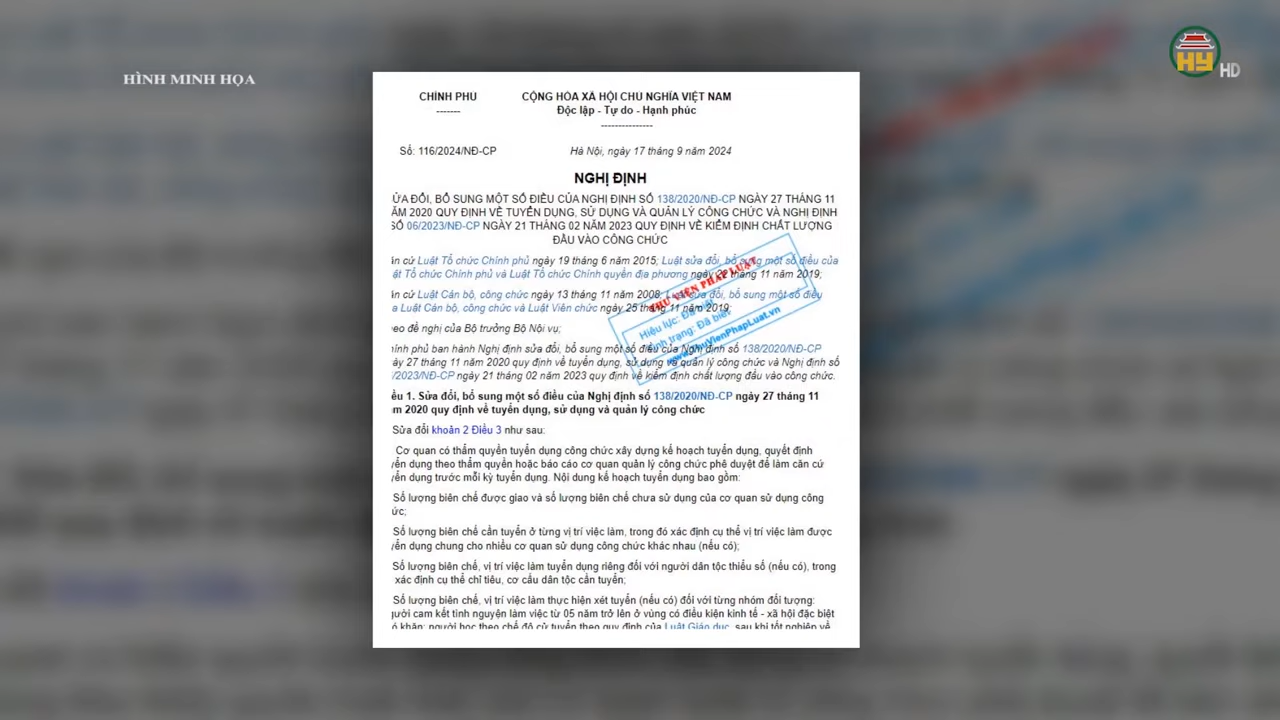 HÌNH MINH HỌA
HY HD
CHÍNH PHỦ
CỘNG HÒA XÃ HỘI CHỦ NGHĨA VIỆT NAM
Độc lập - Tự do - Hạnh phúc
-------
---------------
Số: 116/2024/NĐ-CP
Hà Nội, ngày 17 tháng 9 năm 2024
NGHỊ ĐỊNH
ỬA ĐỔI, BỔ SUNG MỘT SỐ ĐIỀU CỦA NGHỊ ĐỊNH SỐ 138/2020/NĐ-CP NGÀY 27 THÁNG 11
ĂM 2020 QUY ĐỊNH VỀ TUYỂN DỤNG, SỬ DỤNG VÀ QUẢN LÝ CÔNG CHỨC VÀ NGHỊ ĐỊNH
SỐ 06/2023/NĐ-CP NGÀY 21 THÁNG 02 NĂM 2023 QUY ĐỊNH VỀ KIỂM ĐỊNH CHẤT LƯỢNG
ĐẦU VÀO CÔNG CHỨC
ăn cứ Luật Tổ chức Chính phủ ngày 19 tháng 6 năm 2015; Luật sửa đổi, bổ sung một số điều của
ật Tổ chức Chính phủ và Luật Tổ chức Chính quyền địa phương ngày 22 tháng 11 năm 2019;
ăn cứ Luật Cán bộ, công chức ngày 13 tháng 11 năm 2008; Luật sửa đổi, bổ sung một số điều
a Luật Cán bộ, công chức và Luật Viên chức ngày 25 tháng 11 năm 2019;
eo đề nghị của Bộ trưởng Bộ Nội vụ;
ính phủ ban hành Nghị định sửa đổi, bổ sung một số điều của Nghị định số 138/2020/NĐ-CP
ày 27 tháng 11 năm 2020 quy định về tuyển dụng, sử dụng và quản lý công chức và Nghị định số
/2023/NĐ-CP ngày 21 tháng 02 năm 2023 quy định về kiểm định chất lượng đầu vào công chức.
THƯ VIỆN PHÁP LUẬT
Hiệu lực: Đã biết
Tình trạng: Đã biết
www.ThuVienPhapLuat.vn
ều 1. Sửa đổi, bổ sung một số điều của Nghị định số 138/2020/NĐ-CP ngày 27 tháng 11
m 2020 quy định về tuyển dụng, sử dụng và quản lý công chức
Sửa đổi khoản 2 Điều 3 như sau:
Cơ quan có thẩm quyền tuyển dụng công chức xây dựng kế hoạch tuyển dụng, quyết định
yển dụng theo thẩm quyền hoặc báo cáo cơ quan quản lý công chức phê duyệt để làm căn cứ
yển dụng trước mỗi kỳ tuyển dụng. Nội dung kế hoạch tuyển dụng bao gồm:
Số lượng biên chế được giao và số lượng biên chế chưa sử dụng của cơ quan sử dụng công
ức;
Số lượng biên chế cần tuyển ở từng vị trí việc làm, trong đó xác định cụ thể vị trí việc làm được
yển dụng chung cho nhiều cơ quan sử dụng công chức khác nhau (nếu có);
Số lượng biên chế, vị trí việc làm tuyển dụng riêng đối với người dân tộc thiểu số (nếu có), trong
xác định cụ thể chỉ tiêu, cơ cấu dân tộc cần tuyển;
Số lượng biên chế, vị trí việc làm thực hiện xét tuyển (nếu có) đối với từng nhóm đối tượng:
gười cam kết tình nguyện làm việc từ 05 năm trở lên ở vùng có điều kiện kinh tế - xã hội đặc biệt
ó khăn; người học theo chế độ cử tuyển theo quy định của Luật Giáo dục, sau khi tốt nghiệp về